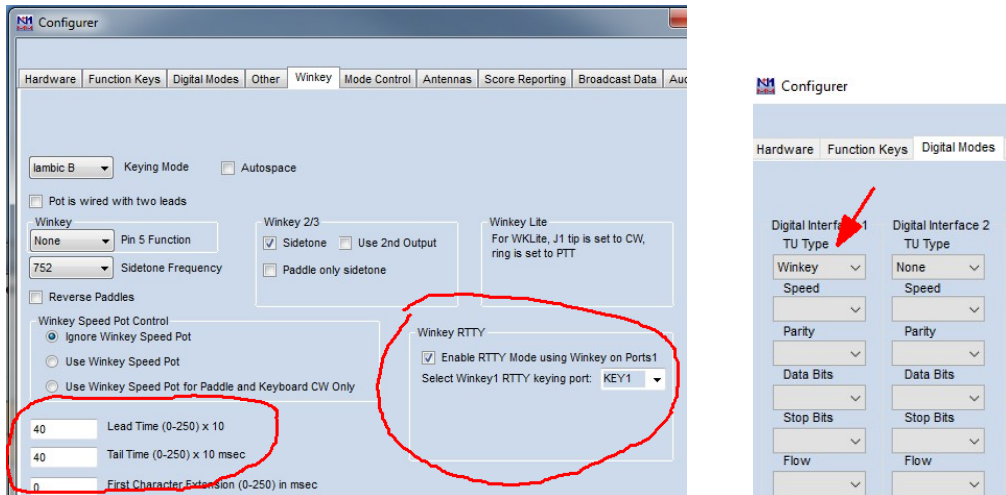 Configurer
Hardware Function Keys Digital Modes Other Winkey Mode Control Antennas Score Reporting Broadcast Data
Iambic B Keying Mode Autospace
Pot is wired with two leads
Winkey
None Pin 5 Function
752 Sidetone Frequency
Reverse Paddles
Winkey 2/3
Sidetone Use 2nd Output
Paddle only sidetone
Winkey Lite
For WKLite, J1 tip is set to CW,
ring is set to PTT
Winkey Speed Pot Control
Ignore Winkey Speed Pot
Use Winkey Speed Pot
Use Winkey Speed Pot for Paddle and Keyboard CW Only
Winkey RTTY
Enable RTTY Mode using Winkey on Ports1
Select Winkey1 RTTY keying port: KEY1
40 Lead Time (0-250) x 10
40 Tail Time (0-250) x 10 msec
0 First Character Extension (0-250) in msec
Configurer
Hardware Function Keys Digital Modes
Digital Interface 1
TU Type
Winkey
Speed
Parity
Data Bits
Stop Bits
Flow
Digital Interface 2
TU Type
None
Speed
Parity
Data Bits
Stop Bits
Flow